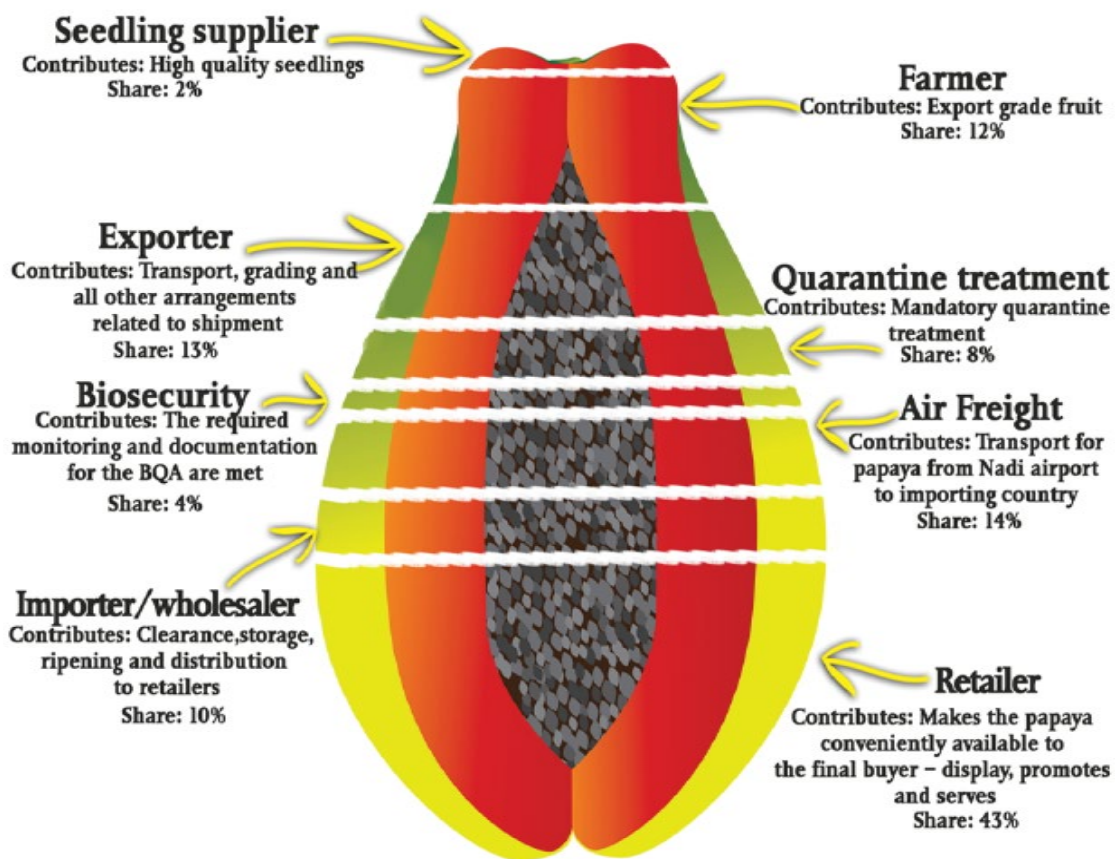 Seedling supplier
Contributes: High quality seedlings
Share: 2%
Farmer
Contributes: Export grade fruit
Share: 12%
Exporter
Contributes: Transport, grading and
all other arrangements
related to shipment
Share: 13%
Quarantine treatment
Contributes: Mandatory quarantine
treatment
Share: 8%
Biosecurity
Contributes: The required
monitoring and documentation
for the BQA are met
Share: 4%
Air Freight
Contributes: Transport for
papaya from Nadi airport
to importing country
Share: 14%
Importer/wholesaler
Contributes: Clearance,storage,
ripening and distribution
to retailers
Share: 10%
Retailer
Contributes: Makes the papaya
conveniently available to
the final buyer – display, promotes
and serves
Share: 43%